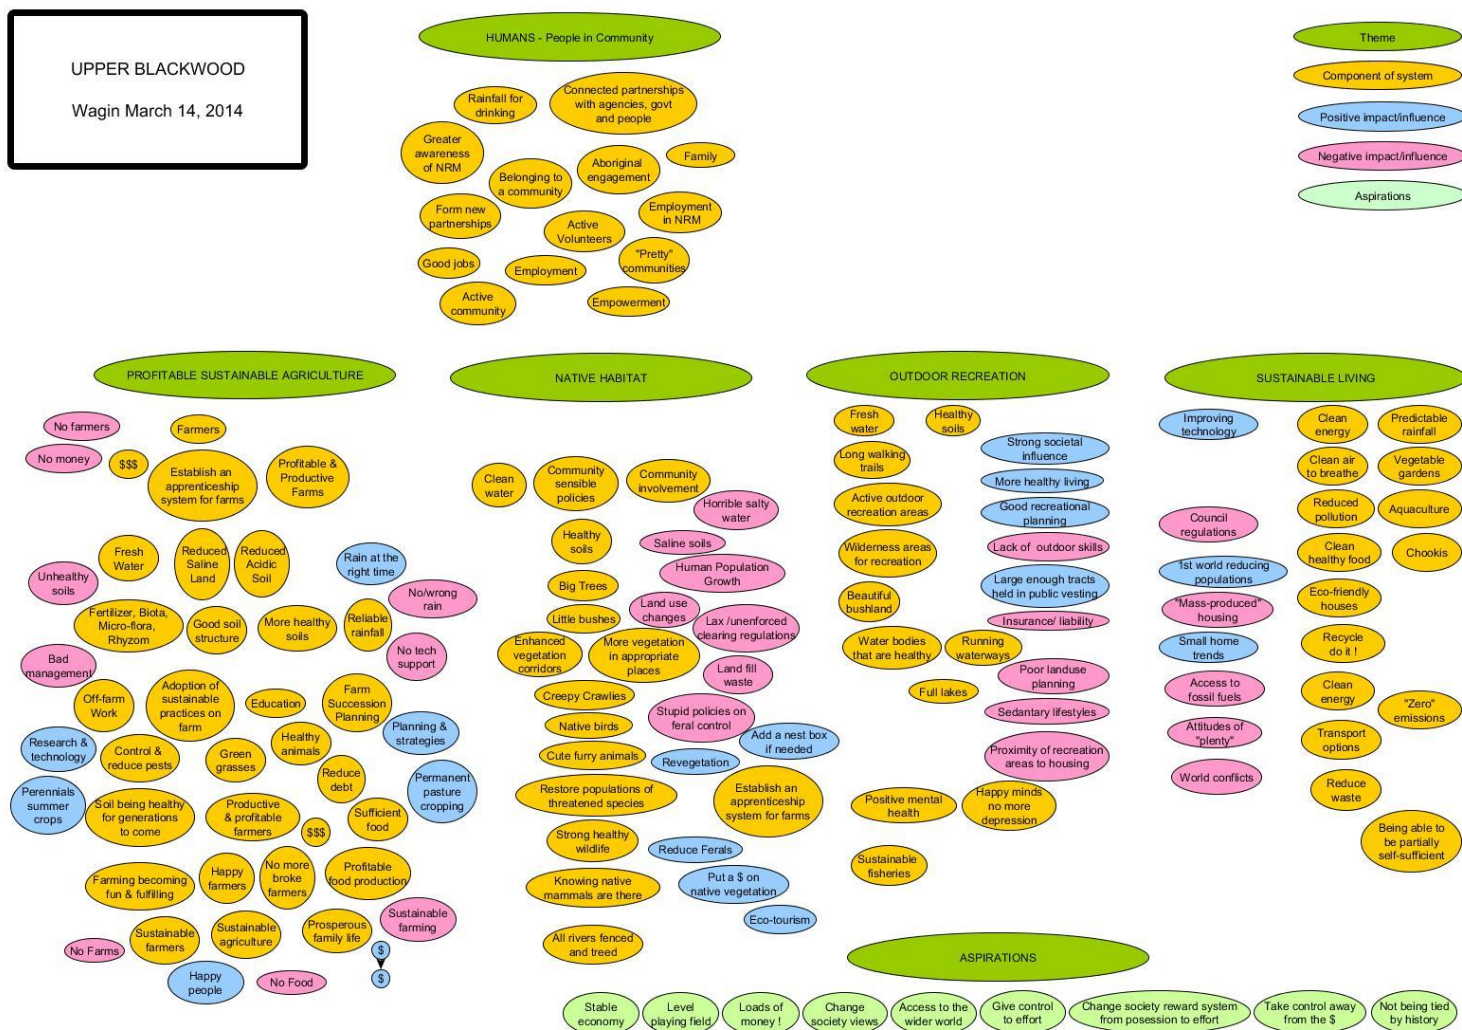 UPPER BLACKWOOD
Wagin March 14, 2014
HUMANS - People in Community
Rainfall for
drinking
Connected partnerships
with agencies, govt
and people
Greater
awareness
of NRM
Belonging to
a community
Aboriginal
engagement
Family
Form new
partnerships
Active
Volunteers
Employment
in NRM
Good jobs
Employment
"Pretty"
communities
Active
community
Empowerment
Theme
Component of system
Positive impact/influence
Negative impact/influence
Aspirations
PROFITABLE SUSTAINABLE AGRICULTURE
No farmers
Farmers
No money
$$$
Establish an
apprenticeship
system for farms
Profitable &
Productive
Farms
Fresh
Water
Reduced
Saline
Land
Reduced
Acidic
Soil
Rain at the
right time
Unhealthy
soils
No/wrong
rain
Fertilizer, Biota,
Micro-flora,
Rhyzom
Good soil
structure
More healthy
soils
Reliable
rainfall
Bad
management
No tech
support
Off-farm
Work
Adoption of
sustainable
practices on
farm
Education
Farm
Succession
Planning
Research &
technology
Control &
reduce pests
Green
grasses
Healthy
animals
Planning &
strategies
Reduce
debt
Permanent
pasture
cropping
Perennials
summer
crops
Soil being healthy
for generations
to come
Productive
& profitable
farmers
$$$
Sufficient
food
Farming becoming
fun & fulfilling
Happy
farmers
No more
broke
farmers
Profitable
food production
Sustainable
farming
No Farms
Sustainable
farmers
Sustainable
agriculture
Prosperous
family life
$
$
Happy
people
No Food
NATIVE HABITAT
Clean
water
Community
sensible
policies
Community
involvement
Horrible salty
water
Healthy
soils
Saline soils
Human Population
Growth
Big Trees
Land use
changes
Little bushes
Lax /unenforced
clearing regulations
Enhanced
vegetation
corridors
More vegetation
in appropriate
places
Land fill
waste
Creepy Crawlies
Stupid policies on
feral control
Native birds
Add a nest box
if needed
Cute furry animals
Revegetation
Restore populations of
threatened species
Establish an
apprenticeship
system for farms
Strong healthy
wildlife
Reduce Ferals
Knowing native
mammals are there
Put a $ on
native vegetation
Eco-tourism
All rivers fenced
and treed
OUTDOOR RECREATION
Fresh
water
Healthy
soils
Strong societal
influence
Long walking
trails
More healthy living
Active outdoor
recreation areas
Good recreational
planning
Wilderness areas
for recreation
Lack of outdoor skills
Large enough tracts
held in public vesting
Beautiful
bushland
Insurance/ liability
Water bodies
that are healthy
Running
waterways
Poor landuse
planning
Full lakes
Sedantary lifestyles
Proximity of recreation
areas to housing
Positive mental
health
Happy minds
no more
depression
Sustainable
fisheries
SUSTAINABLE LIVING
Improving
technology
Clean
energy
Predictable
rainfall
Clean air
to breathe
Vegetable
gardens
Reduced
pollution
Aquaculture
Council
regulations
Clean
healthy food
Chookis
1st world reducing
populations
Eco-friendly
houses
"Mass-produced"
housing
Small home
trends
Recycle
do it !
Access to
fossil fuels
Clean
energy
"Zero"
emissions
Attitudes of
"plenty"
Transport
options
World conflicts
Reduce
waste
Being able to
be partially
self-sufficient
ASPIRATIONS
Stable
economy
Level
playing field
Loads of
money !
Change
society views
Access to the
wider world
Give control
to effort
Change society reward system
from posession to effort
Take control away
from the $
Not being tied
by history